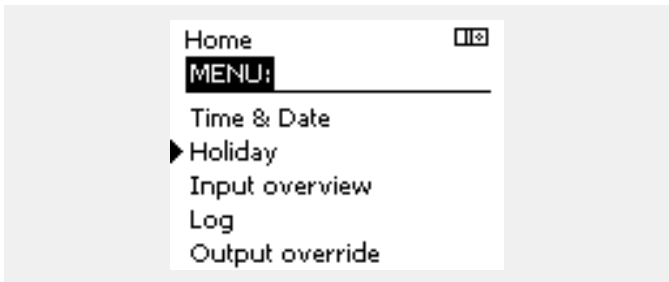 Home
MENU:
Time & Date
Holiday
Input overview
Log
Output override